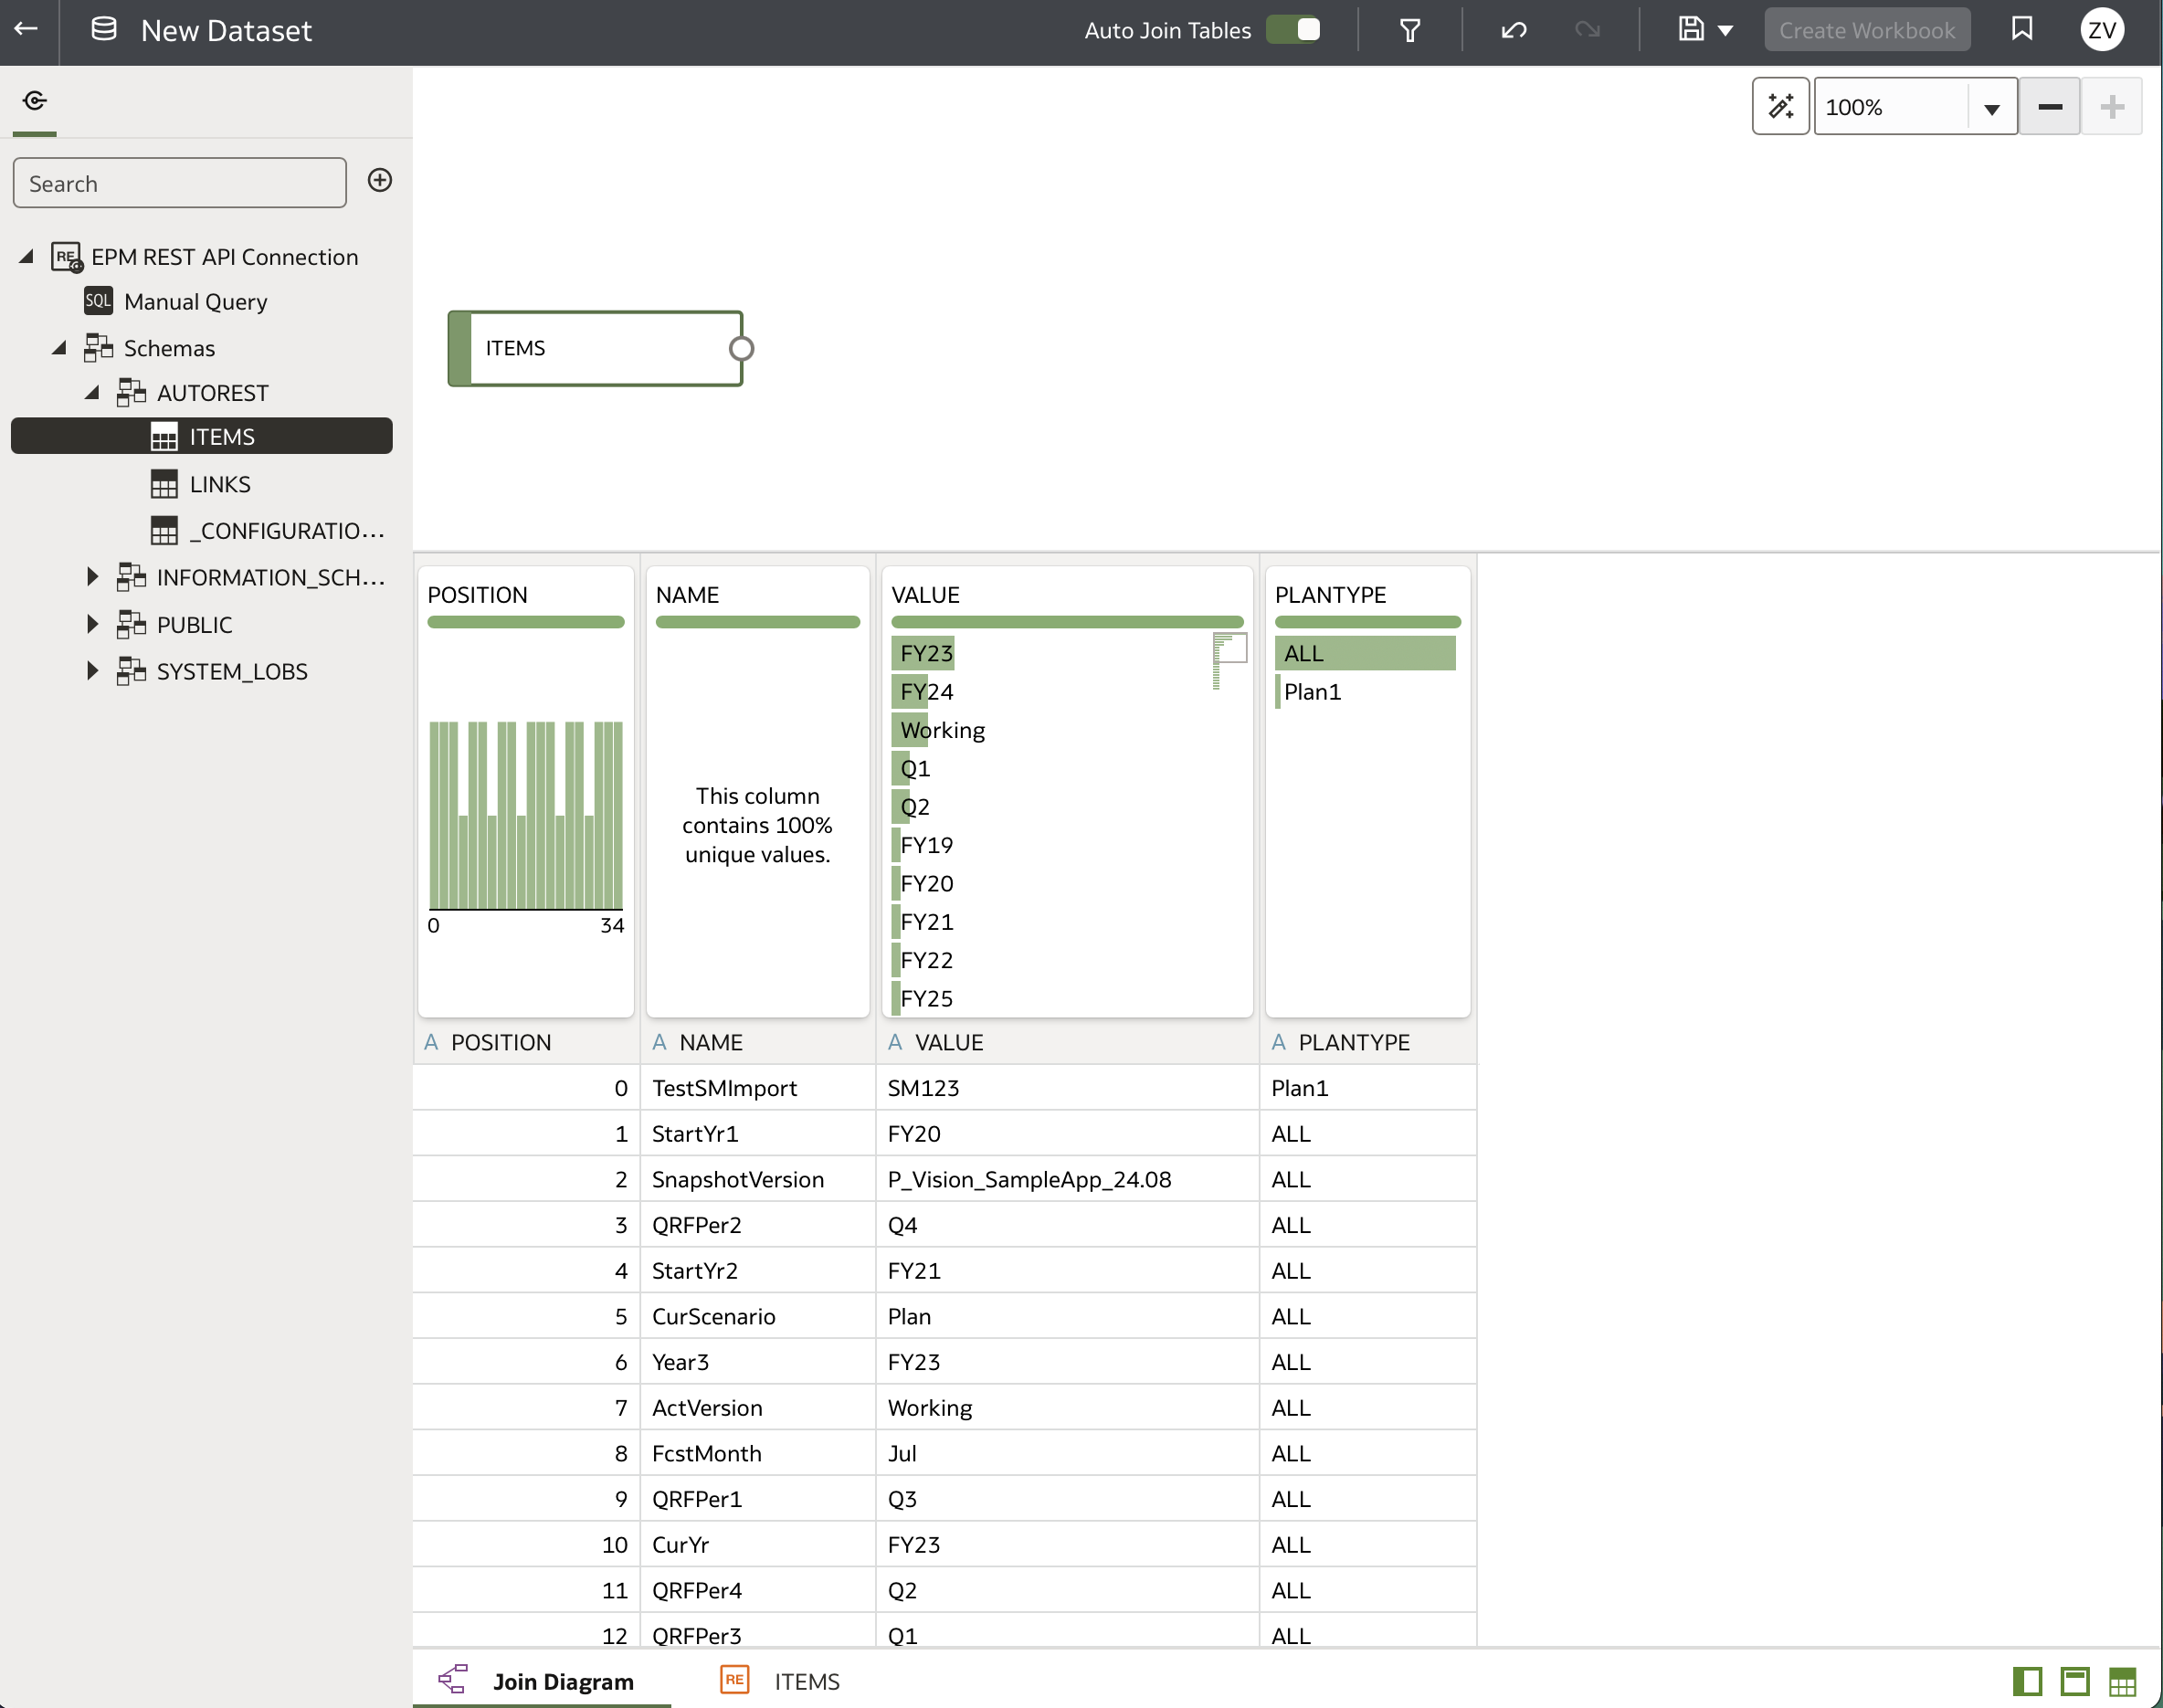 New Dataset
Auto Join Tables
Create Workbook
ZV
100%
Search
RE EPM REST API Connection
SQL Manual Query
Schemas
AUTOREST
ITEMS
LINKS
_CONFIGURATIO...
INFORMATION_SCH...
PUBLIC
SYSTEM_LOBS
ITEMS
POSITION NAME VALUE PLANTYPE
0 34
This column
contains 100%
unique values.
FY23
FY24
Working
Q1
Q2
FY19
FY20
FY21
FY22
FY25
ALL
Plan1
A POSITION A NAME A VALUE A PLANTYPE
0 TestSMImport SM123 Plan1
1 StartYr1 FY20 ALL
2 SnapshotVersion P_Vision_SampleApp_24.08 ALL
3 QRFPer2 Q4 ALL
4 StartYr2 FY21 ALL
5 CurScenario Plan ALL
6 Year3 FY23 ALL
7 ActVersion Working ALL
8 FcstMonth Jul ALL
9 QRFPer1 Q3 ALL
10 CurYr FY23 ALL
11 QRFPer4 Q2 ALL
12 QRFPer3 Q1 ALL
Join Diagram
RE ITEMS